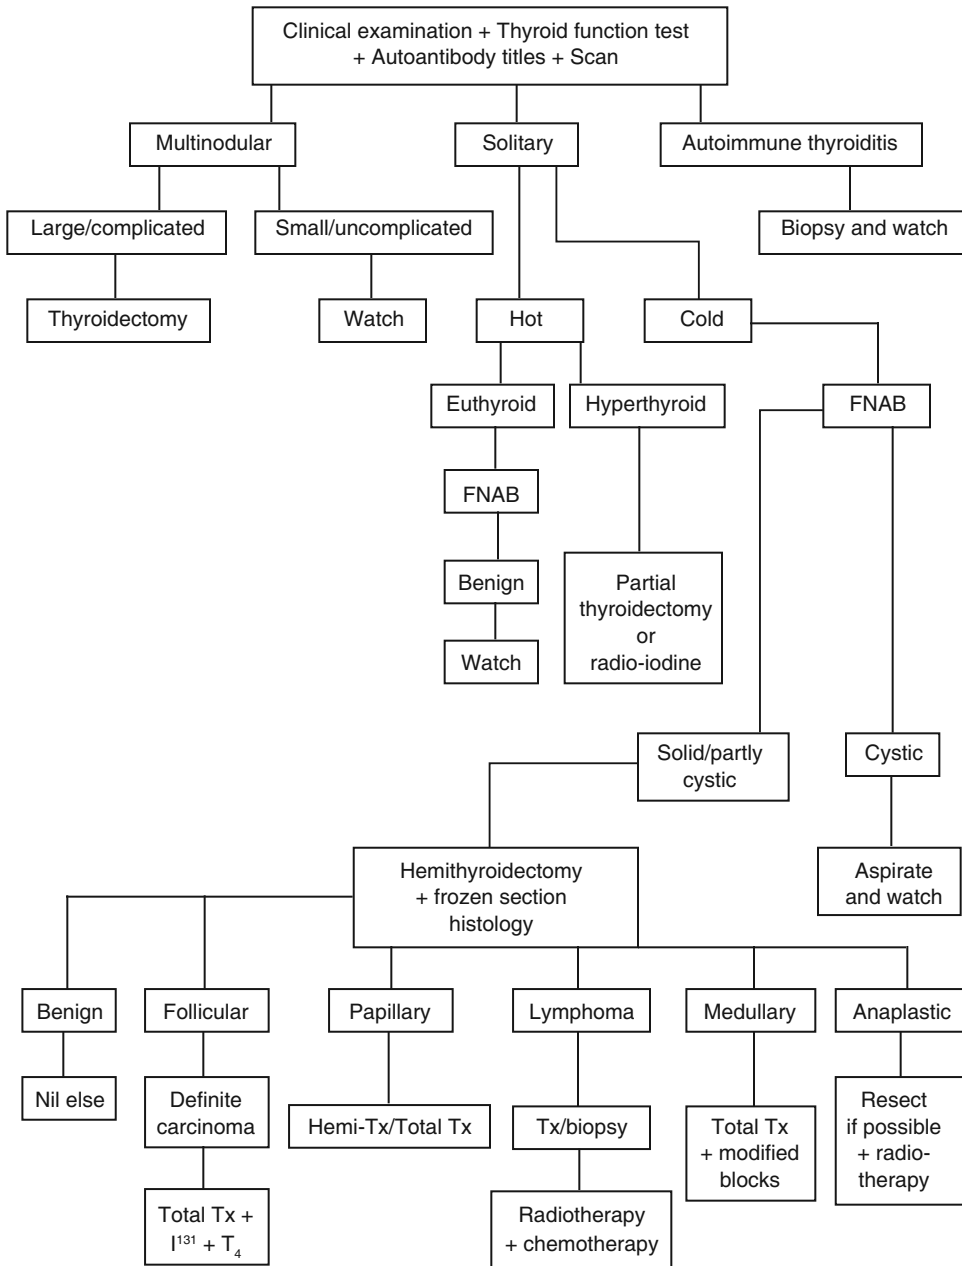 Clinical examination + Thyroid function test
+ Autoantibody titles + Scan
Multinodular
Solitary
Autoimmune thyroiditis
Large/complicated
Small/uncomplicated
Biopsy and watch
Thyroidectomy
Watch
Hot
Cold
Euthyroid
Hyperthyroid
FNAB
FNAB
Benign
Watch
Partial
thyroidectomy
or
radio-iodine
Solid/partly
cystic
Cystic
Hemithyroidectomy
+ frozen section
histology
Aspirate
and watch
Benign
Follicular
Papillary
Lymphoma
Medullary
Anaplastic
Nil else
Definite
carcinoma
Hemi-Tx/Total Tx
Tx/biopsy
Total Tx
+ modified
blocks
Resect
if possible
+ radio-
therapy
Total Tx +
I¹³¹ + T₄
Radiotherapy
+ chemotherapy